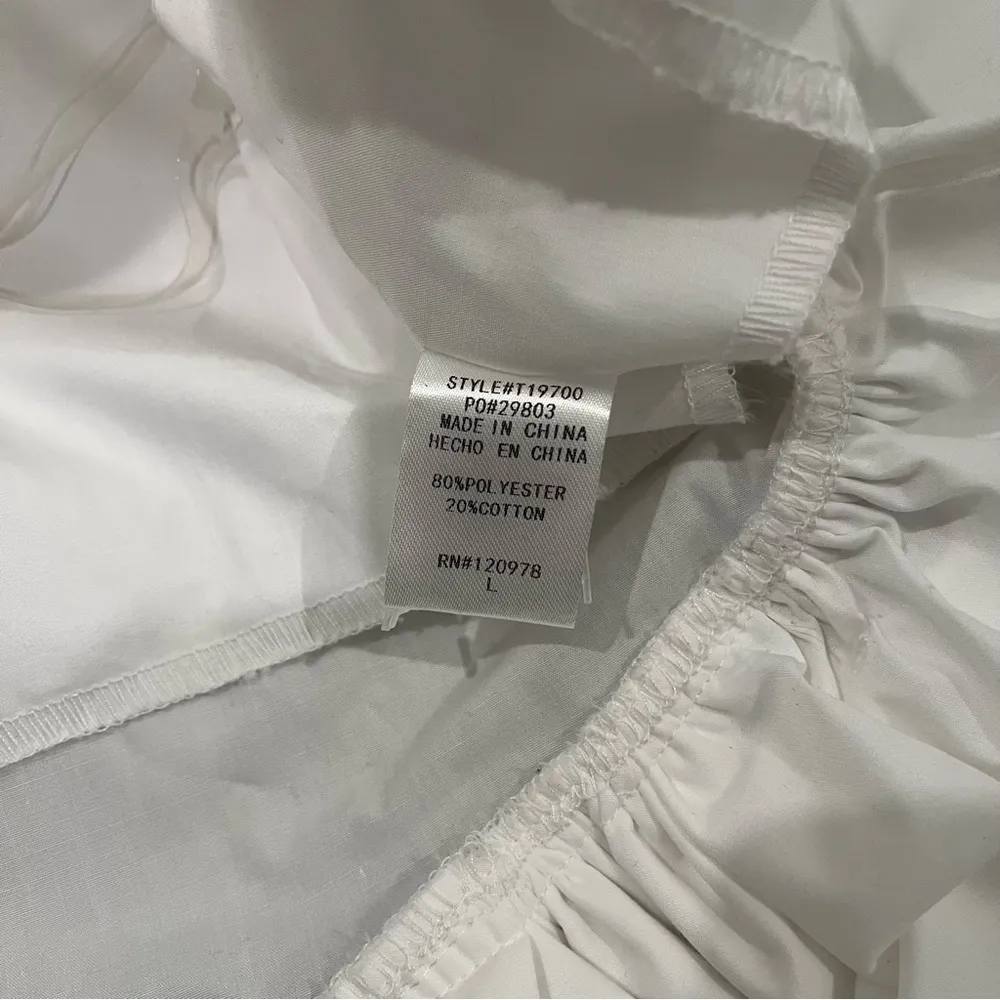 STYLE#T19700
PO#29803
MADE IN CHINA
HECHO EN CHINA
80%POLYESTER
20%COTTON
RN#120978
L